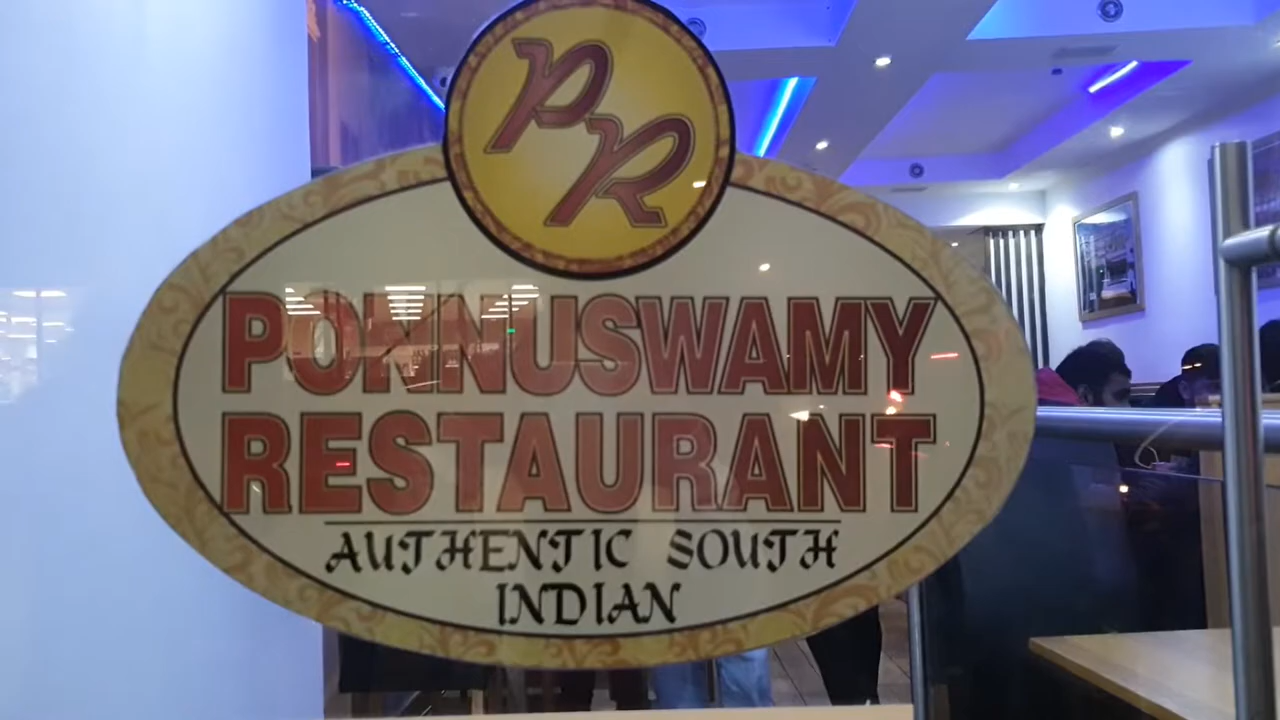 PR
PONNUSWAMY
RESTAURANT
AUTHENTIC SOUTH
INDIAN